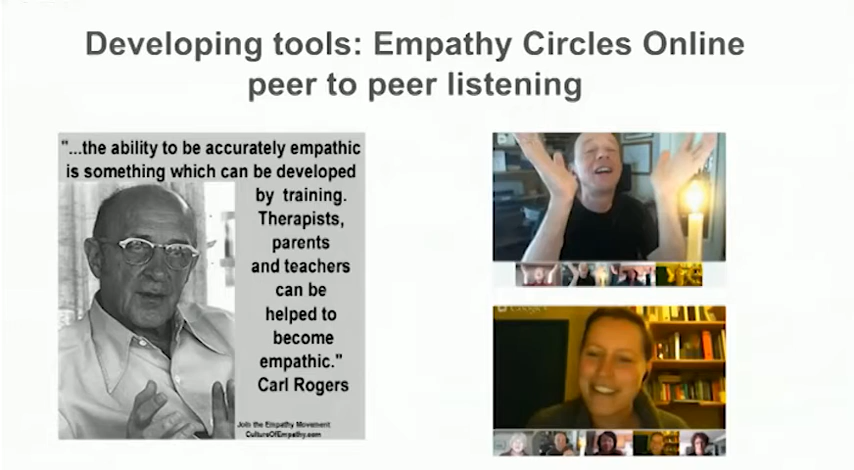 Developing tools: Empathy Circles Online
peer to peer listening
"...the ability to be accurately empathic
is something which can be developed
by training.
Therapists,
parents
and teachers
can be
helped to
become
empathic."
Carl Rogers
Join the Empathy Movement
CultureOfEmpathy.com